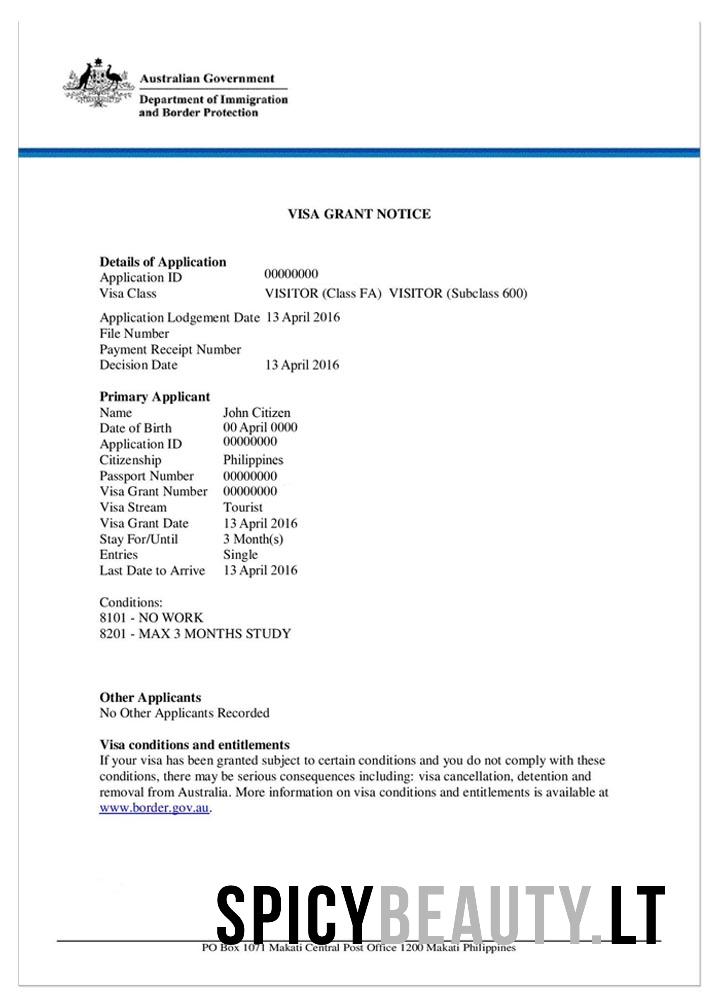 Australian Government
Department of Immigration
and Border Protection
VISA GRANT NOTICE
Details of Application
Application ID 00000000
Visa Class VISITOR (Class FA) VISITOR (Subclass 600)
Application Lodgement Date 13 April 2016
File Number
Payment Receipt Number
Decision Date 13 April 2016
Primary Applicant
Name John Citizen
Date of Birth 00 April 0000
Application ID 00000000
Citizenship Philippines
Passport Number 00000000
Visa Grant Number 00000000
Visa Stream Tourist
Visa Grant Date 13 April 2016
Stay For/Until 3 Month(s)
Entries Single
Last Date to Arrive 13 April 2016
Conditions:
8101 - NO WORK
8201 - MAX 3 MONTHS STUDY
Other Applicants
No Other Applicants Recorded
Visa conditions and entitlements
If your visa has been granted subject to certain conditions and you do not comply with these
conditions, there may be serious consequences including: visa cancellation, detention and
removal from Australia. More information on visa conditions and entitlements is available at
www.border.gov.au.
SPICYBEAUTY.LT
PO Box 1071 Makati Central Post Office 1200 Makati Philippines